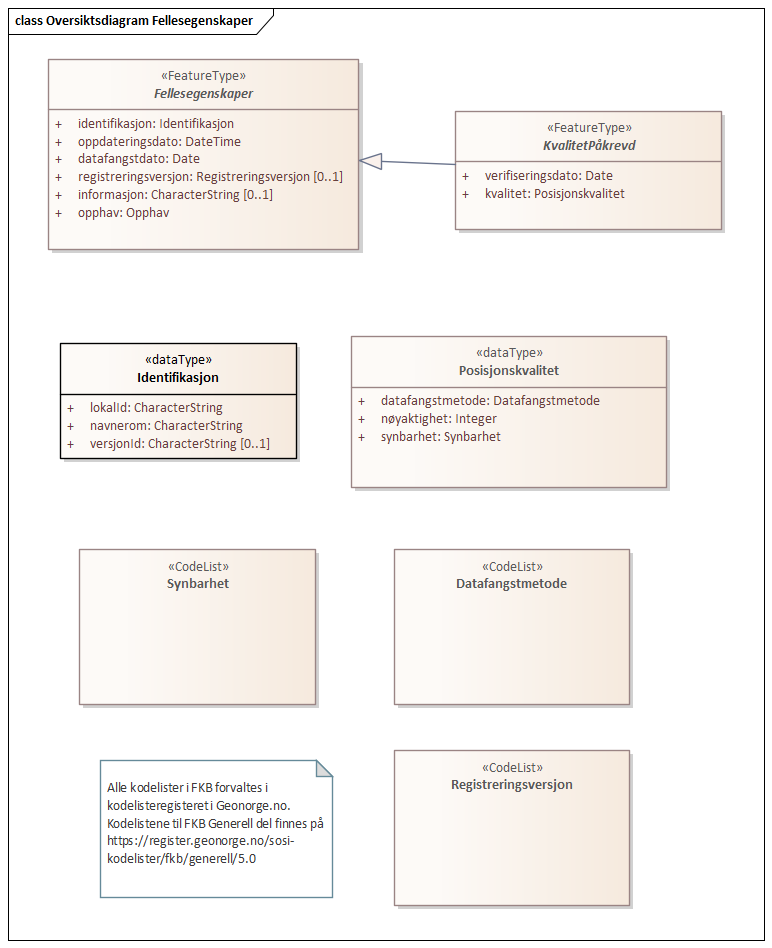 class Oversiktsdiagram Fellesegenskaper
«FeatureType»
Fellesegenskaper
+ identifikasjon: Identifikasjon
+ oppdateringsdato: DateTime
+ datafangstdato: Date
+ registreringsversjon: Registreringsversjon [0..1]
+ informasjon: CharacterString [0..1]
+ opphav: Opphav
«FeatureType»
KvalitetPåkrevd
+ verifiseringsdato: Date
+ kvalitet: Posisjonskvalitet
«dataType»
Identifikasjon
+ lokalId: CharacterString
+ navnerom: CharacterString
+ versjonId: CharacterString [0..1]
«dataType»
Posisjonskvalitet
+ datafangstmetode: Datafangstmetode
+ nøyaktighet: Integer
+ synbarhet: Synbarhet
«CodeList»
Synbarhet
«CodeList»
Datafangstmetode
Alle kodelister i FKB forvaltes i
kodelisteregisteret i Geonorge.no.
Kodelistene til FKB Generell del finnes på
https://register.geonorge.no/sosi-
kodelister/fkb/generell/5.0
«CodeList»
Registreringsversjon